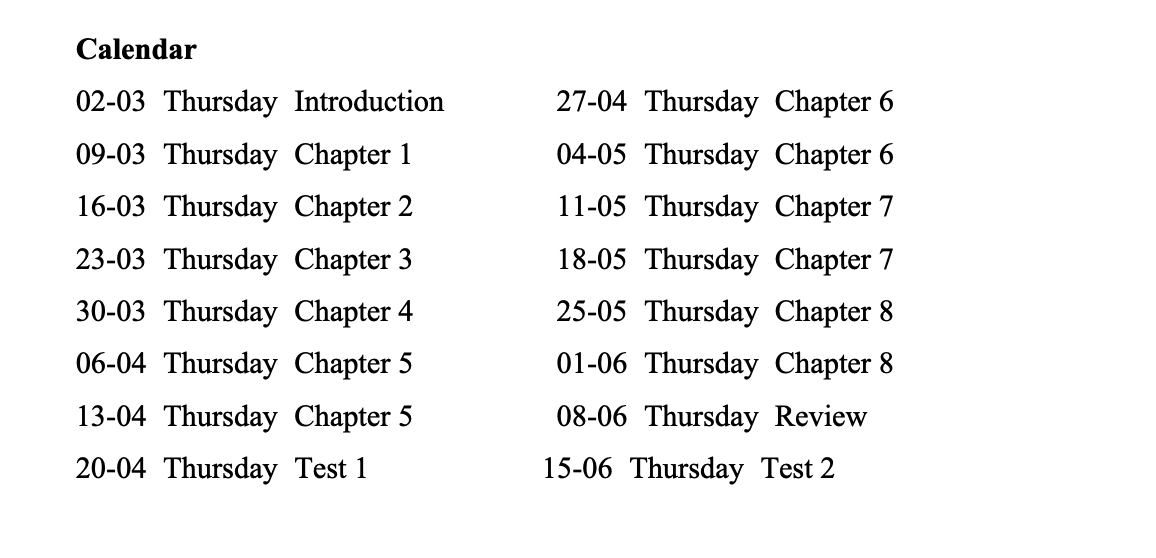 Calendar
02-03 Thursday Introduction
09-03 Thursday Chapter 1
16-03 Thursday Chapter 2
23-03 Thursday Chapter 3
30-03 Thursday Chapter 4
06-04 Thursday Chapter 5
13-04 Thursday Chapter 5
20-04 Thursday Test 1
27-04 Thursday Chapter 6
04-05 Thursday Chapter 6
11-05 Thursday Chapter 7
18-05 Thursday Chapter 7
25-05 Thursday Chapter 8
01-06 Thursday Chapter 8
08-06 Thursday Review
15-06 Thursday Test 2